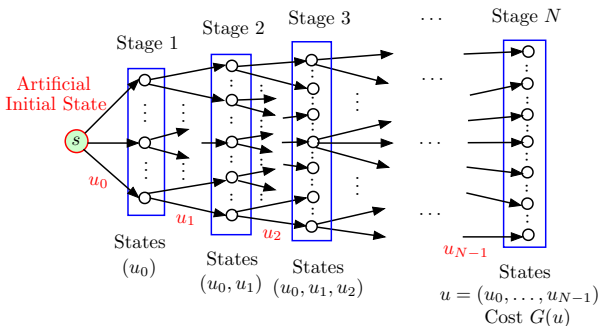 Stage 1
Stage 2
Stage 3
. . .
Stage N
Artificial
Initial State
s
u₀
u₁
u₂
. . .
. . .
. . .
uₙ₋₁
States
(u₀)
States
(u₀, u₁)
States
(u₀, u₁, u₂)
States
u = (u₀, . . . , u_{N−1})
Cost G(u)